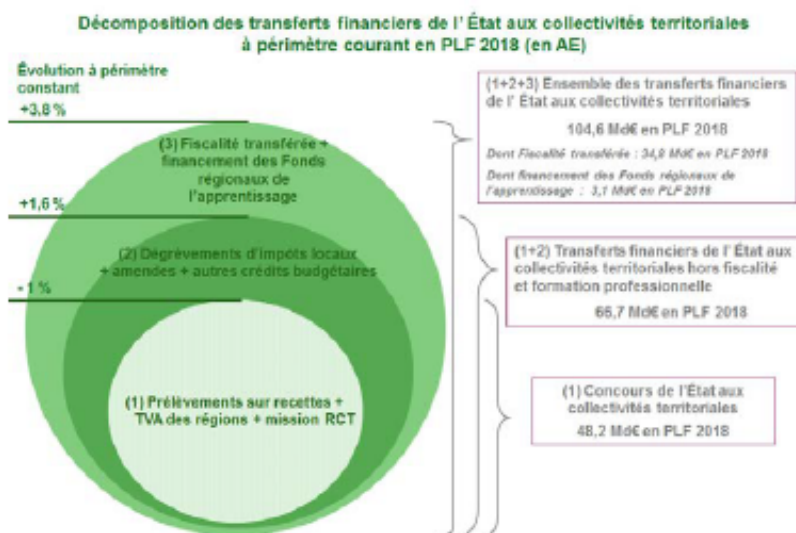 Décomposition des transferts financiers de l' État aux collectivités territoriales
à périmètre courant en PLF 2018 (en AE)
Évolution à périmètre
constant
+3,8 %
(3) Fiscalité transférée +
financement des Fonds
régionaux de
l'apprentissage
+1,6 %
(2) Dégrèvements d'impôts locaux
+ amendes + autres crédits budgétaires
- 1 %
(1) Prélèvements sur recettes +
TVA des régions + mission RCT
(1+2+3) Ensemble des transferts financiers
de l' État aux collectivités territoriales
104,6 Md€ en PLF 2018
Dont Fiscalité transférée : 34,8 Md€ en PLF 2018
Dont financement des Fonds régionaux de
l'apprentissage : 3,1 Md€ en PLF 2018
(1+2) Transferts financiers de l' État aux
collectivités territoriales hors fiscalité
et formation professionnelle
66,7 Md€ en PLF 2018
(1) Concours de l'État aux
collectivités territoriales
48,2 Md€ en PLF 2018